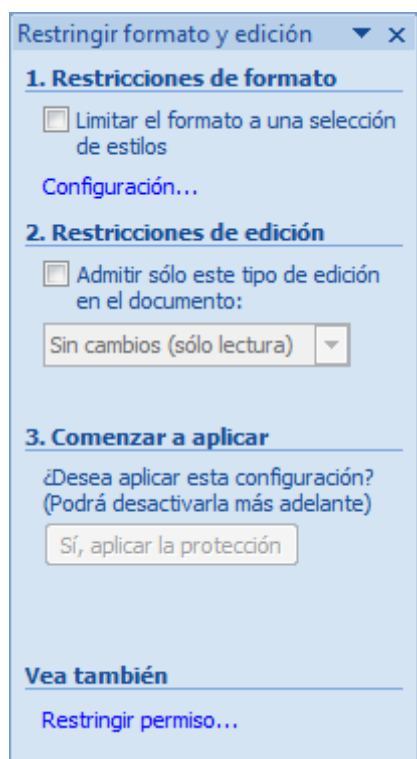 Restringir formato y edición
1. Restricciones de formato
Limitar el formato a una selección
de estilos
Configuración...
2. Restricciones de edición
Admitir sólo este tipo de edición
en el documento:
Sin cambios (sólo lectura)
3. Comenzar a aplicar
¿Desea aplicar esta configuración?
(Podrá desactivarla más adelante)
Sí, aplicar la protección
Vea también
Restringir permiso...